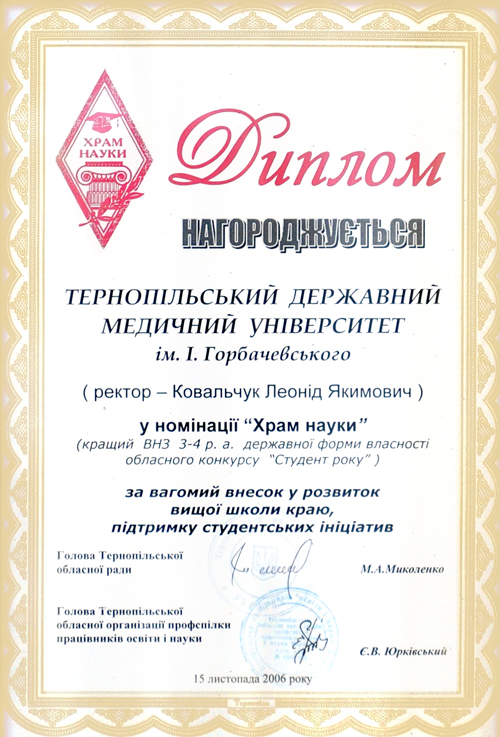 ХРАМ
НАУКИ
Диплом
НАГОРОДЖУЄТЬСЯ
ТЕРНОПІЛЬСЬКИЙ ДЕРЖАВНИЙ
МЕДИЧНИЙ УНІВЕРСИТЕТ
ім. І. Горбачевського
( ректор – Ковальчук Леонід Якимович )
у номінації “Храм науки”
(кращий ВНЗ 3-4 р. а. державної форми власності
обласного конкурсу “Студент року” )
за вагомий внесок у розвиток
вищої школи краю,
підтримку студентських ініціатив
Голова Тернопільської
обласної ради
М.А.Миколенко
Голова Тернопільської
обласної організації профспілки
працівників освіти і науки
Є.В. Юрківський
15 листопада 2006 року